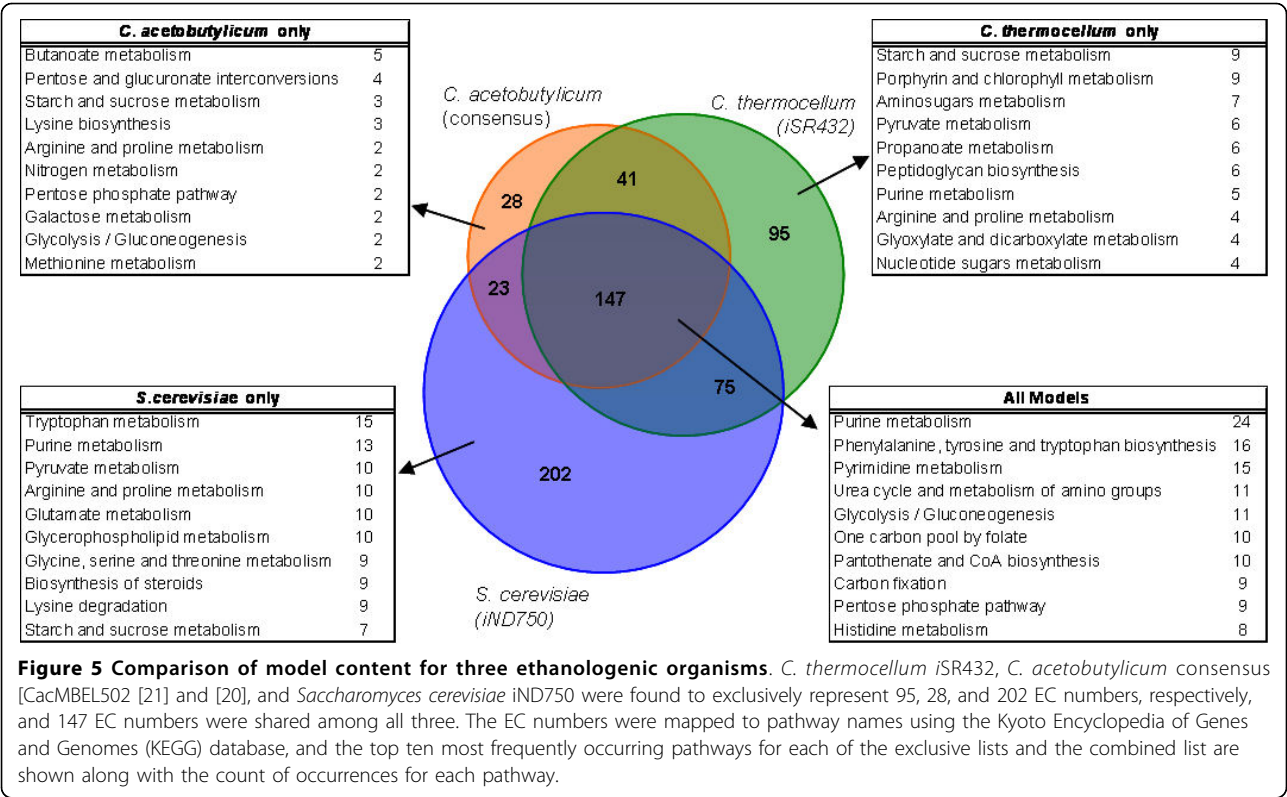 C. acetobutylicum only
Butanoate metabolism 5
Pentose and glucuronate interconversions 4
Starch and sucrose metabolism 3
Lysine biosynthesis 3
Arginine and proline metabolism 2
Nitrogen metabolism 2
Pentose phosphate pathway 2
Galactose metabolism 2
Glycolysis / Gluconeogenesis 2
Methionine metabolism 2
C. acetobutylicum
(consensus)
C. thermocellum
(iSR432)
C. thermocellum only
Starch and sucrose metabolism 9
Porphyrin and chlorophyll metabolism 9
Aminosugars metabolism 7
Pyruvate metabolism 6
Propanoate metabolism 6
Peptidoglycan biosynthesis 6
Purine metabolism 5
Arginine and proline metabolism 4
Glyoxylate and dicarboxylate metabolism 4
Nucleotide sugars metabolism 4
28
41
95
23
147
75
202
S. cerevisiae
(iND750)
S.cerevisiae only
Tryptophan metabolism 15
Purine metabolism 13
Pyruvate metabolism 10
Arginine and proline metabolism 10
Glutamate metabolism 10
Glycerophospholipid metabolism 10
Glycine, serine and threonine metabolism 9
Biosynthesis of steroids 9
Lysine degradation 9
Starch and sucrose metabolism 7
All Models
Purine metabolism 24
Phenylalanine, tyrosine and tryptophan biosynthesis 16
Pyrimidine metabolism 15
Urea cycle and metabolism of amino groups 11
Glycolysis / Gluconeogenesis 11
One carbon pool by folate 10
Pantothenate and CoA biosynthesis 10
Carbon fixation 9
Pentose phosphate pathway 9
Histidine metabolism 8
Figure 5 Comparison of model content for three ethanologenic organisms. C. thermocellum iSR432, C. acetobutylicum consensus
[CacMBEL502 [21] and [20], and Saccharomyces cerevisiae iND750 were found to exclusively represent 95, 28, and 202 EC numbers, respectively,
and 147 EC numbers were shared among all three. The EC numbers were mapped to pathway names using the Kyoto Encyclopedia of Genes
and Genomes (KEGG) database, and the top ten most frequently occurring pathways for each of the exclusive lists and the combined list are
shown along with the count of occurrences for each pathway.